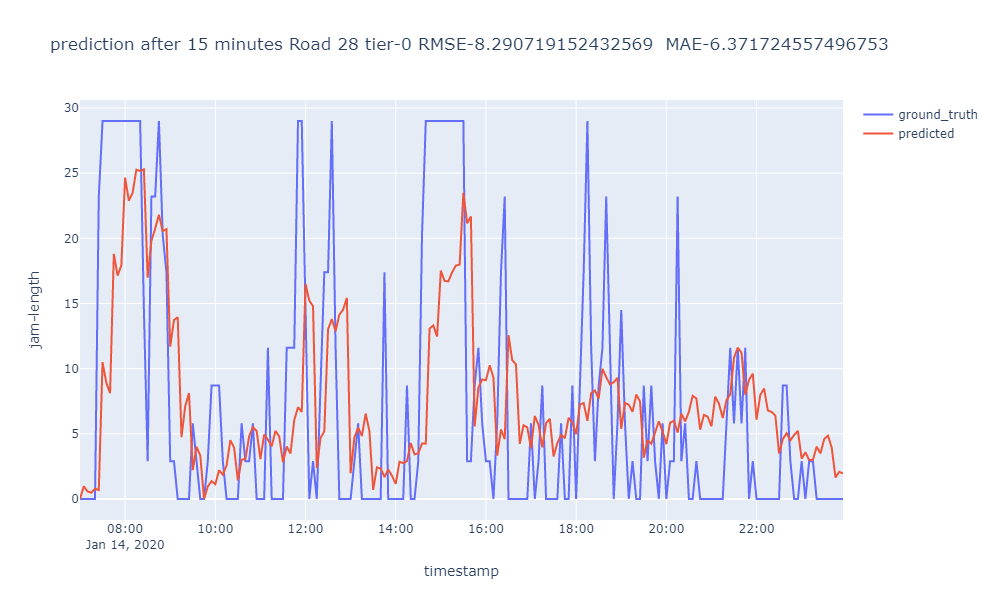 prediction after 15 minutes Road 28 tier-0 RMSE-8.290719152432569  MAE-6.371724557496753
ground_truth
predicted
jam-length
30
25
20
15
10
5
0
08:00 10:00 12:00 14:00 16:00 18:00 20:00 22:00
Jan 14, 2020
timestamp